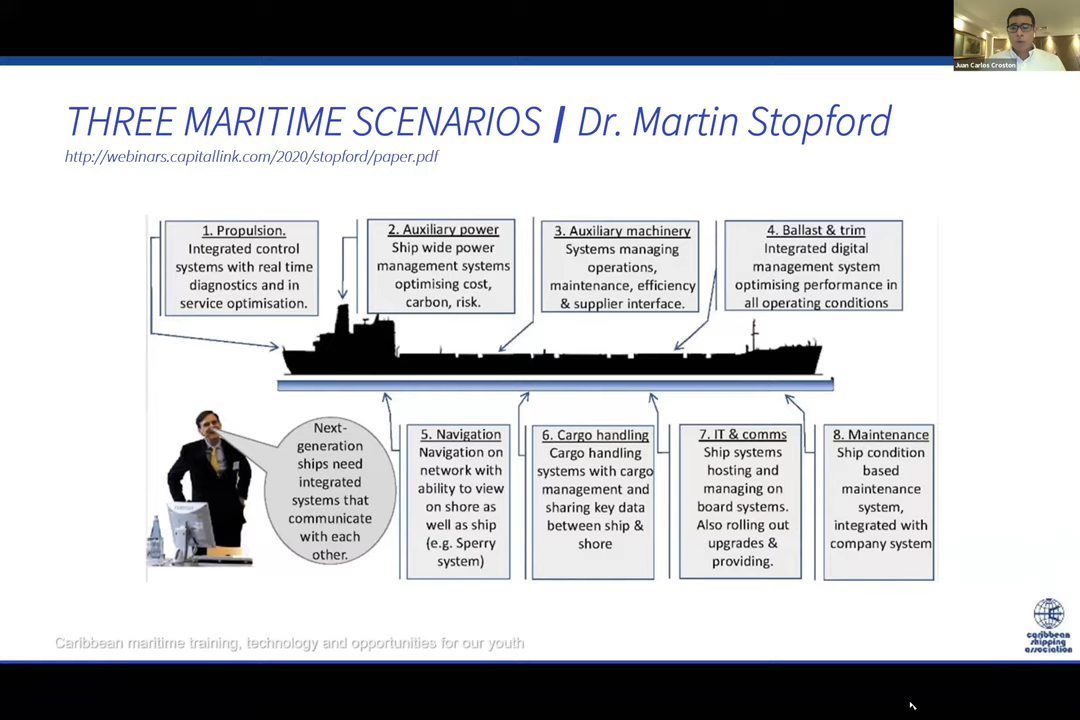 Juan Carlos Croston
THREE MARITIME SCENARIOS | Dr. Martin Stopford
http://webinars.capitallink.com/2020/stopford/paper.pdf
1. Propulsion.
Integrated control
systems with real time
diagnostics and in
service optimisation.
2. Auxiliary power
Ship wide power
management systems
optimising cost,
carbon, risk.
3. Auxiliary machinery
Systems managing
operations,
maintenance, efficiency
& supplier interface.
4. Ballast & trim
Integrated digital
management system
optimising performance in
all operating conditions
Next-
generation
ships need
integrated
systems that
communicate
with each
other.
5. Navigation
Navigation on
network with
ability to view
on shore as
well as ship
(e.g. Sperry
system)
6. Cargo handling
Cargo handling
systems with cargo
management and
sharing key data
between ship &
shore
7. IT & comms
Ship systems
hosting and
managing on
board systems.
Also rolling out
upgrades &
providing.
8. Maintenance
Ship condition
based
maintenance
system,
integrated with
company system
Caribbean maritime training, technology and opportunities for our youth
caribbean
shipping
association